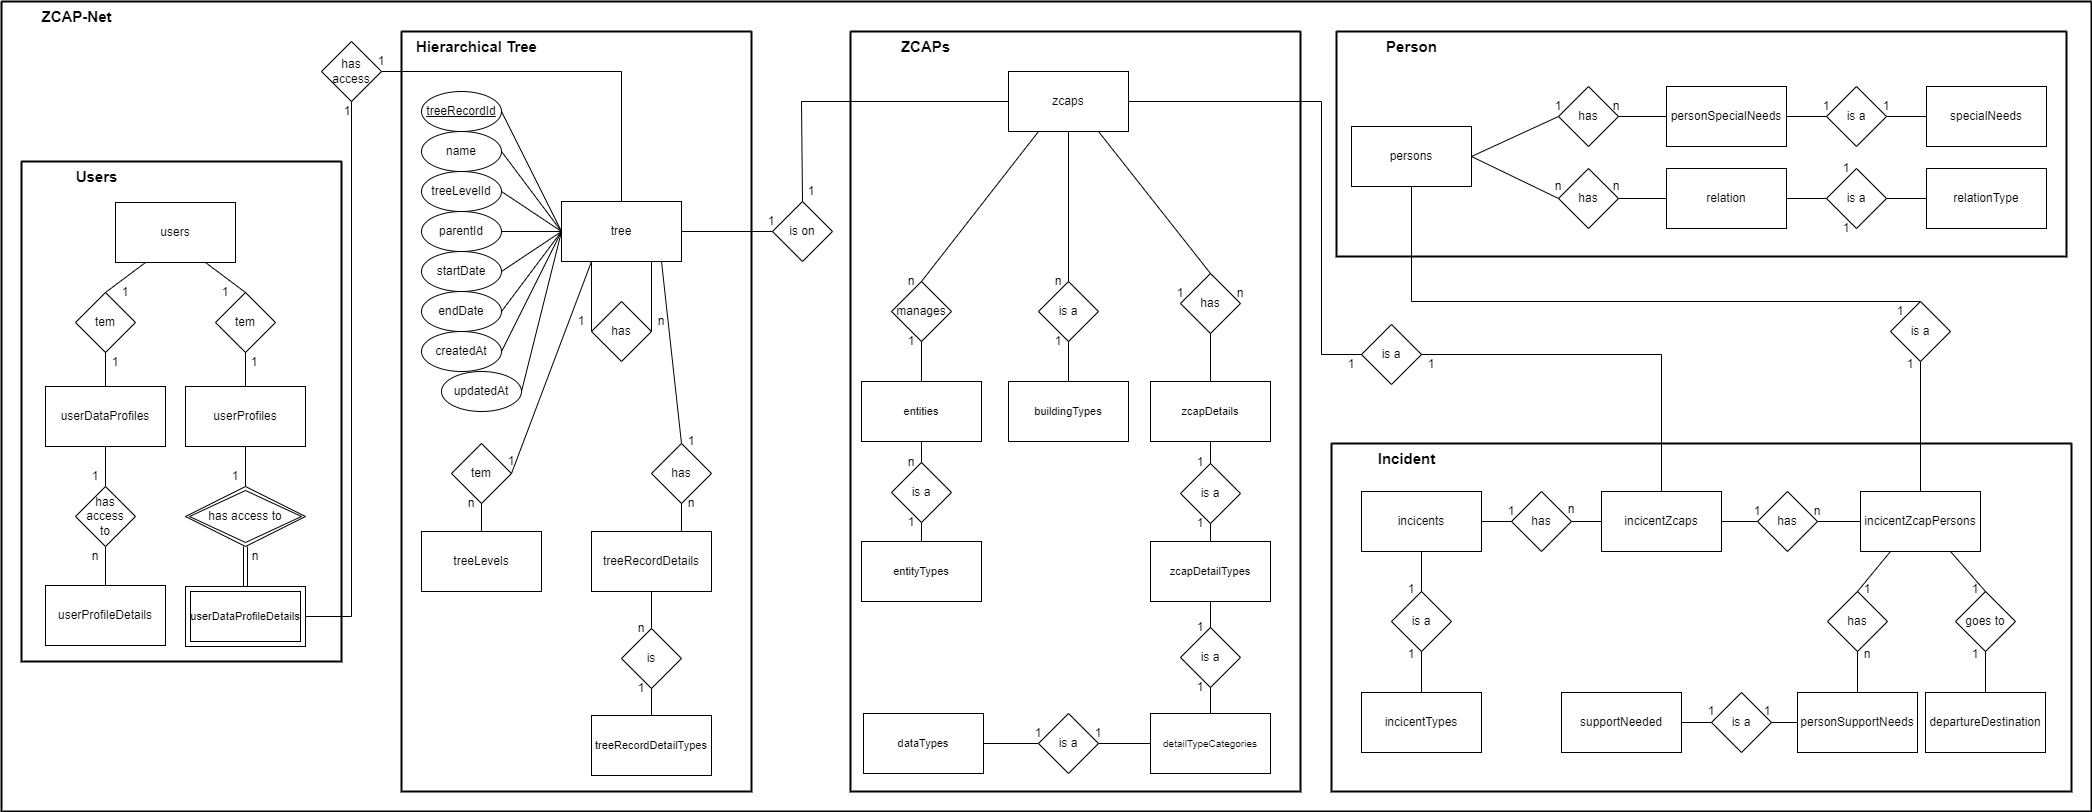 ZCAP-Net
has
access
1
1
Users
users
1
1
tem
tem
1
1
userDataProfiles
userProfiles
1
1
has
access
to
has access to
n
n
userProfileDetails
userDataProfileDetails
Hierarchical Tree
treeRecordId
name
treeLevelId
parentId
startDate
endDate
createdAt
updatedAt
tree
1
has
n
1
tem
n
treeLevels
1
has
n
treeRecordDetails
n
is
1
treeRecordDetailTypes
1
1
is on
ZCAPs
zcaps
n
manages
1
entities
n
is a
1
entityTypes
n
is a
1
buildingTypes
1
has
n
zcapDetails
1
is a
1
zcapDetailTypes
1
is a
1
dataTypes
1
is a
1
detailTypeCategories
Person
persons
1
has
n
personSpecialNeeds
1
is a
1
specialNeeds
n
has
n
relation
1
is a
1
relationType
1
is a
1
1
is a
1
Incident
incicents
1
has
n
incicentZcaps
1
has
n
incicentZcapPersons
1
is a
1
incicentTypes
1
has
n
1
goes to
1
supportNeeded
1
is a
1
personSupportNeeds
departureDestination